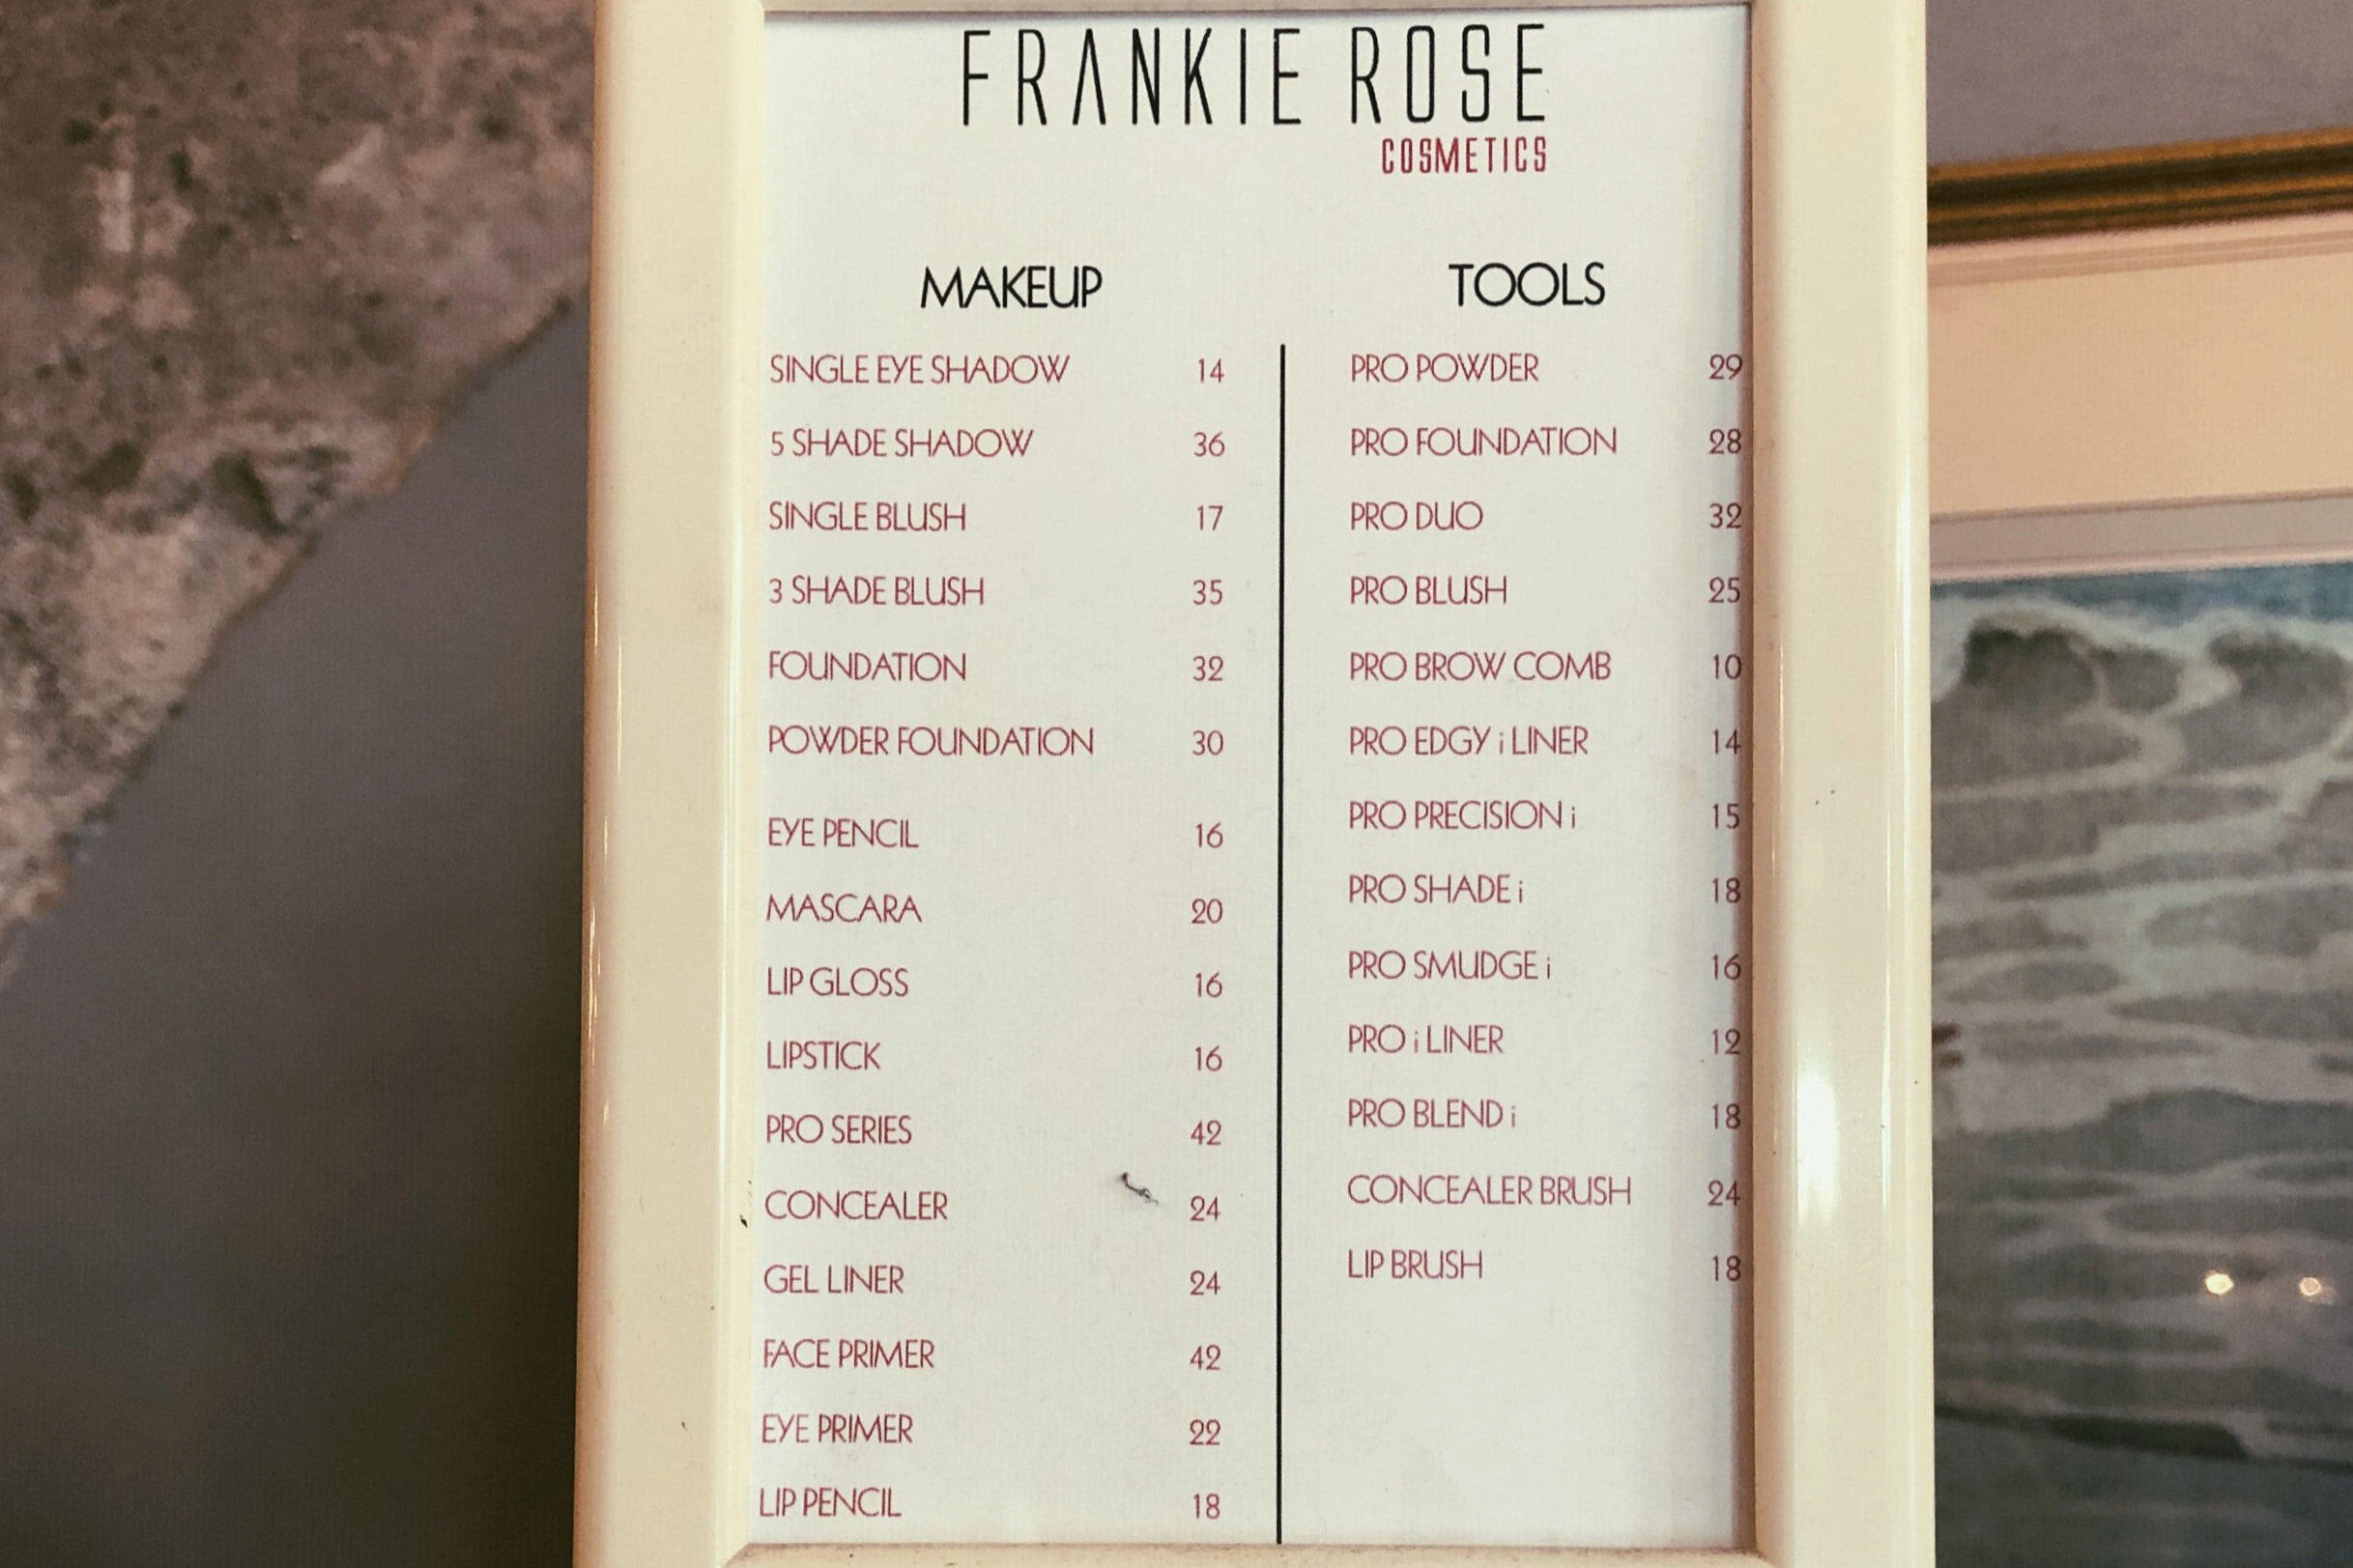 FRANKIE ROSE
COSMETICS
MAKEUP
SINGLE EYE SHADOW 14
5 SHADE SHADOW 36
SINGLE BLUSH 17
3 SHADE BLUSH 35
FOUNDATION 32
POWDER FOUNDATION 30
EYE PENCIL 16
MASCARA 20
LIP GLOSS 16
LIPSTICK 16
PRO SERIES 42
CONCEALER 24
GEL LINER 24
FACE PRIMER 42
EYE PRIMER 22
LIP PENCIL 18
TOOLS
PRO POWDER 29
PRO FOUNDATION 28
PRO DUO 32
PRO BLUSH 25
PRO BROW COMB 10
PRO EDGY i LINER 14
PRO PRECISION i 15
PRO SHADE i 18
PRO SMUDGE i 16
PRO i LINER 12
PRO BLEND i 18
CONCEALER BRUSH 24
LIP BRUSH 18